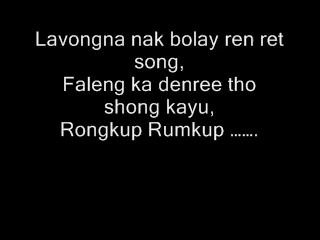 Lavongna nak bolay ren ret
song,
Faleng ka denree tho
shong kayu,
Rongkup Rumkup .......